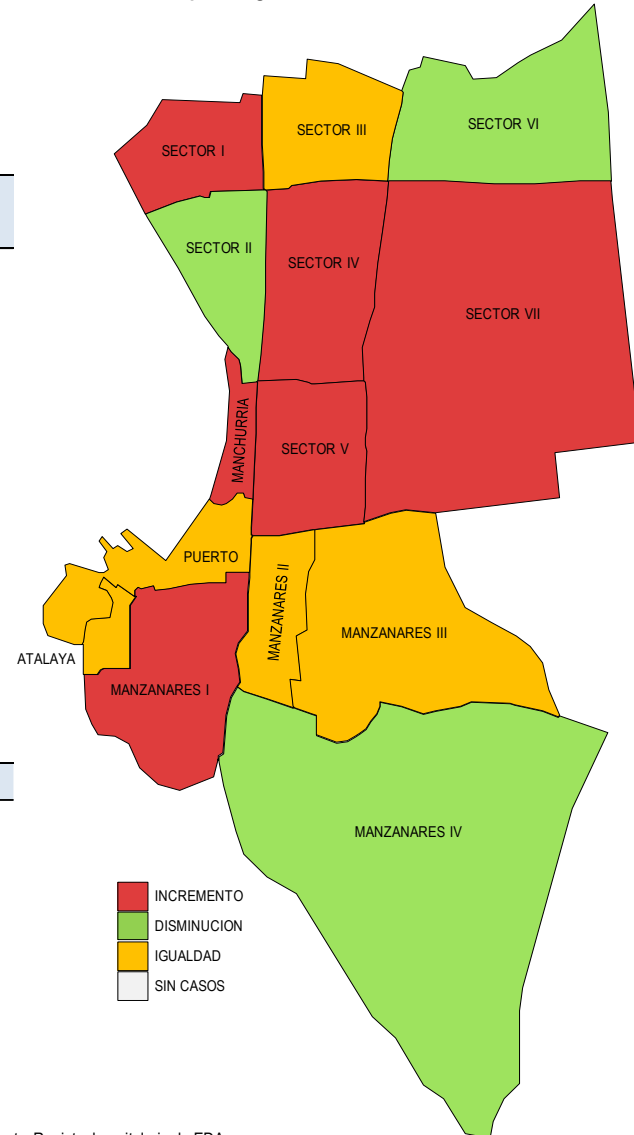 SECTOR VI
SECTOR III
SECTOR I
SECTOR II
SECTOR IV
SECTOR VII
MANCHURRIA
SECTOR V
PUERTO
MANZANARES II
MANZANARES III
ATALAYA
MANZANARES I
MANZANARES IV
INCREMENTO
DISMINUCION
IGUALDAD
SIN CASOS